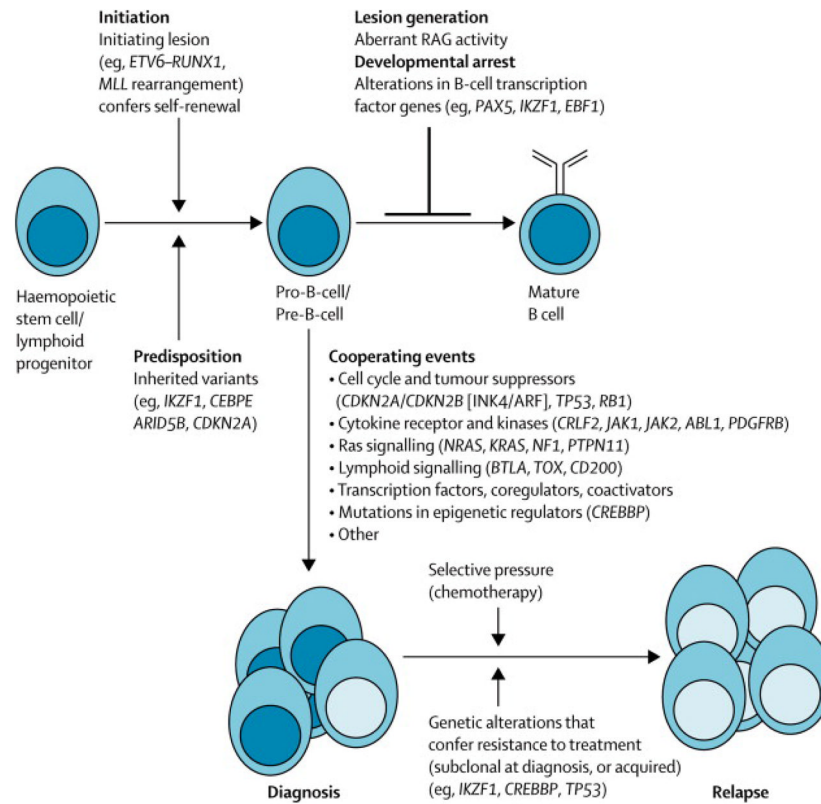 Initiation
Initiating lesion
(eg, ETV6–RUNX1,
MLL rearrangement)
confers self-renewal
Lesion generation
Aberrant RAG activity
Developmental arrest
Alterations in B-cell transcription
factor genes (eg, PAX5, IKZF1, EBF1)
Haemopoietic
stem cell/
lymphoid
progenitor
Pro-B-cell/
Pre-B-cell
Mature
B cell
Predisposition
Inherited variants
(eg, IKZF1, CEBPE
ARID5B, CDKN2A)
Cooperating events
• Cell cycle and tumour suppressors
(CDKN2A/CDKN2B [INK4/ARF], TP53, RB1)
• Cytokine receptor and kinases (CRLF2, JAK1, JAK2, ABL1, PDGFRB)
• Ras signalling (NRAS, KRAS, NF1, PTPN11)
• Lymphoid signalling (BTLA, TOX, CD200)
• Transcription factors, coregulators, coactivators
• Mutations in epigenetic regulators (CREBBP)
• Other
Selective pressure
(chemotherapy)
Genetic alterations that
confer resistance to treatment
(subclonal at diagnosis, or acquired)
(eg, IKZF1, CREBBP, TP53)
Diagnosis
Relapse